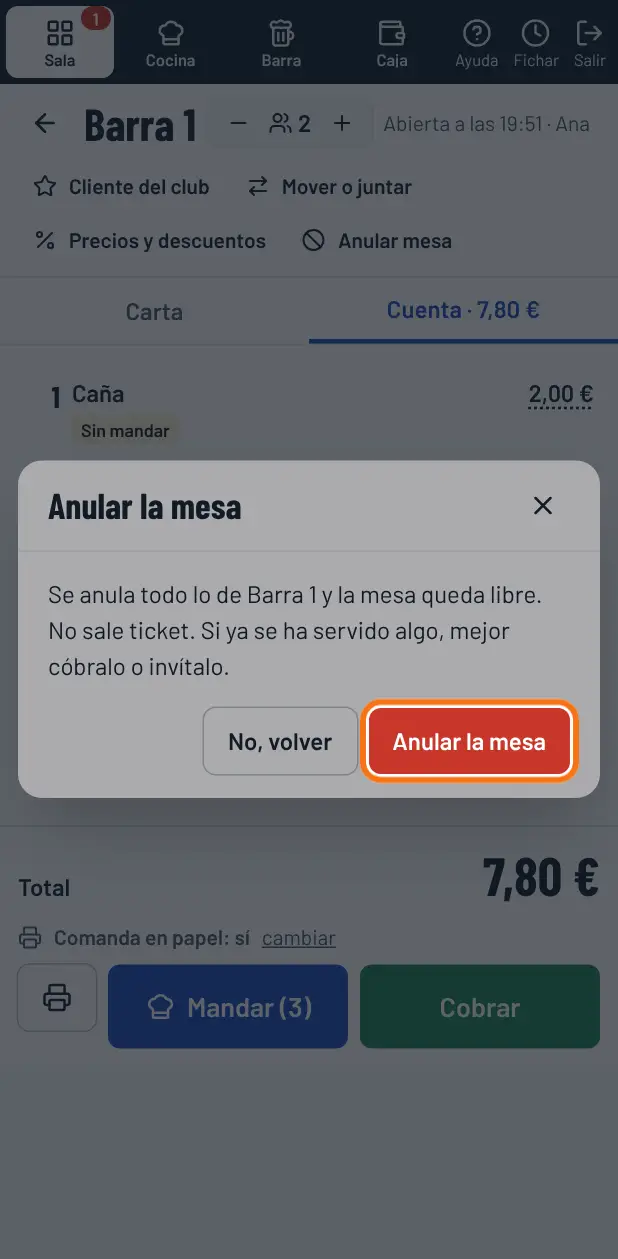 1
Sala
Cocina
Barra
Caja
Ayuda
Fichar
Salir
Barra 1
2
Abierta a las 19:51 · Ana
Cliente del club
Mover o juntar
Precios y descuentos
Anular mesa
Carta
Cuenta · 7,80 €
1 Caña 2,00 €
Sin mandar
Anular la mesa
Se anula todo lo de Barra 1 y la mesa queda libre.
No sale ticket. Si ya se ha servido algo, mejor
cóbralo o invítalo.
No, volver
Anular la mesa
Total 7,80 €
Comanda en papel: sí cambiar
Mandar (3)
Cobrar